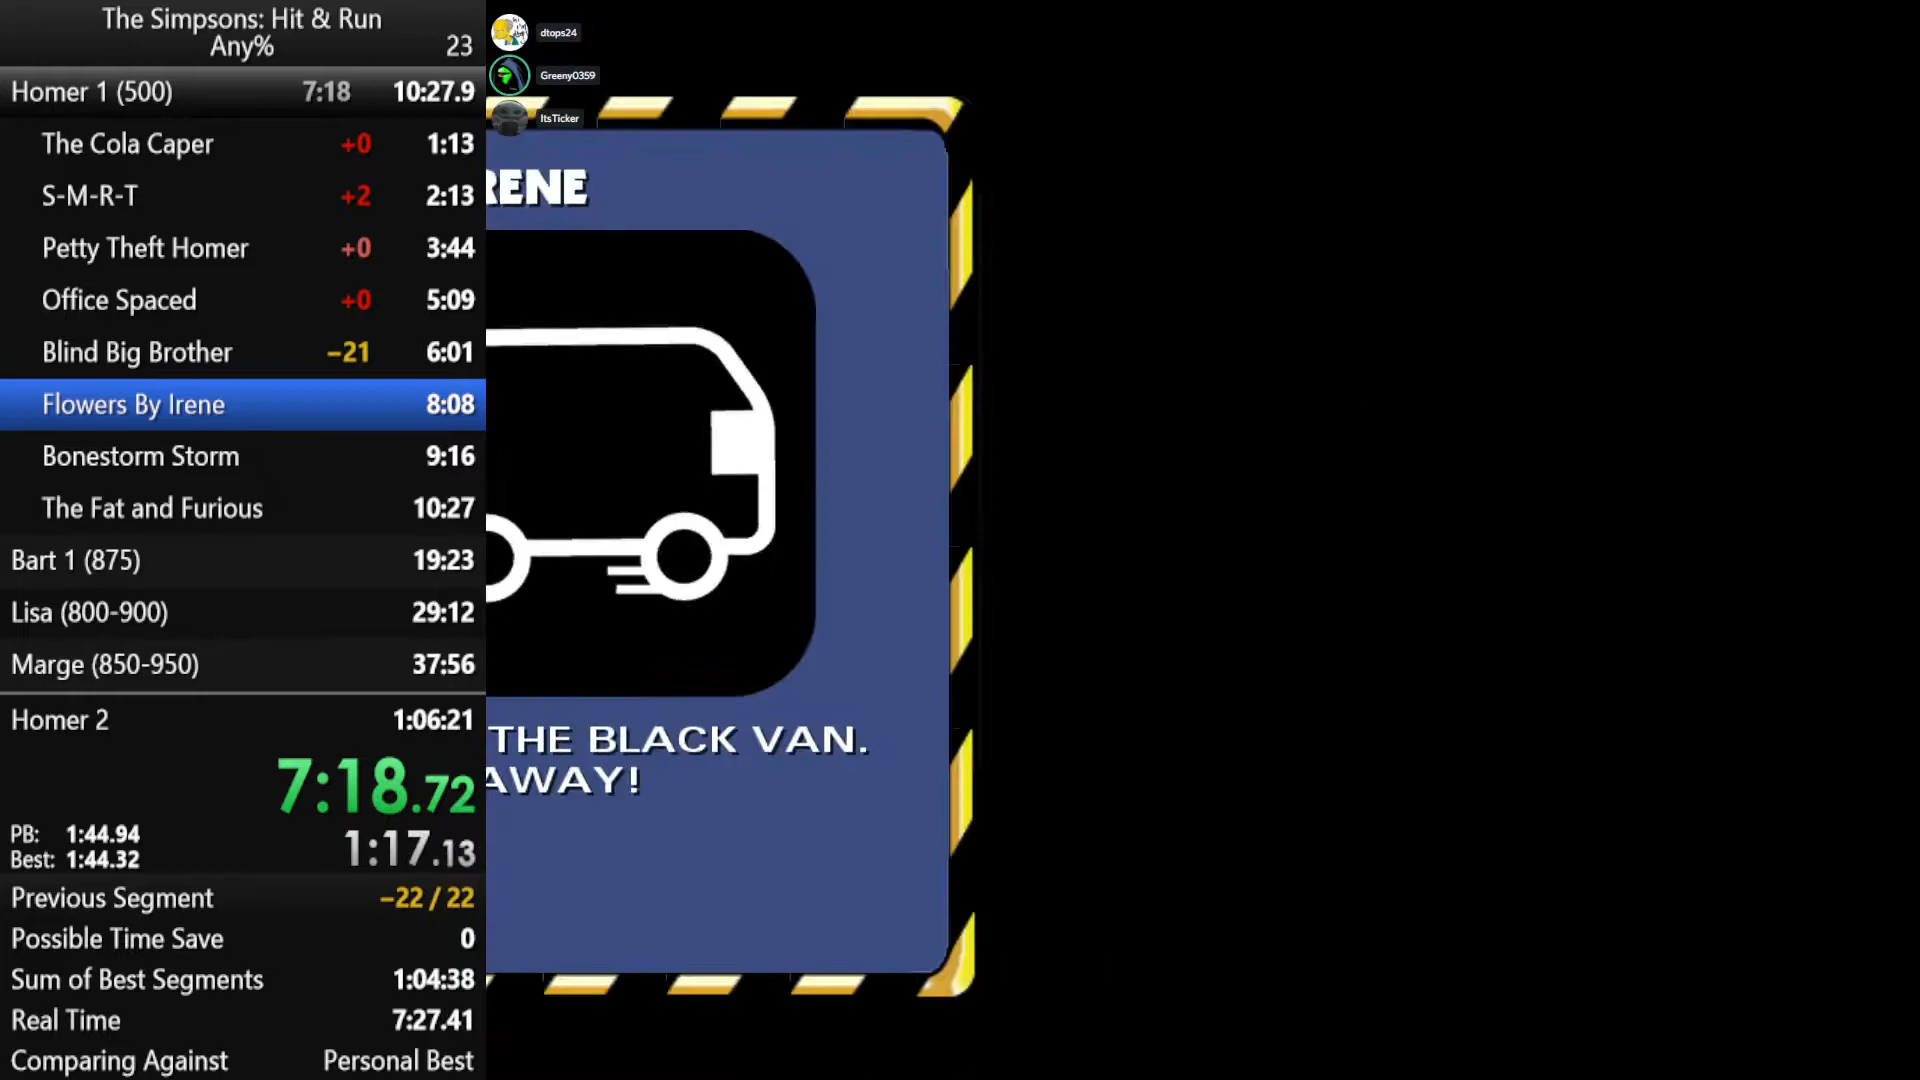 The Simpsons: Hit & Run
Any% 23
Homer 1 (500) 7:18 10:27.9
The Cola Caper +0 1:13
S-M-R-T +2 2:13
Petty Theft Homer +0 3:44
Office Spaced +0 5:09
Blind Big Brother −21 6:01
Flowers By Irene 8:08
Bonestorm Storm 9:16
The Fat and Furious 10:27
Bart 1 (875) 19:23
Lisa (800-900) 29:12
Marge (850-950) 37:56
Homer 2 1:06:21
7:18.72
PB: 1:44.94
Best: 1:44.32
1:17.13
Previous Segment −22 / 22
Possible Time Save 0
Sum of Best Segments 1:04:38
Real Time 7:27.41
Comparing Against Personal Best
dtops24
Greeny0359
ItsTicker
RENE
THE BLACK VAN.
AWAY!